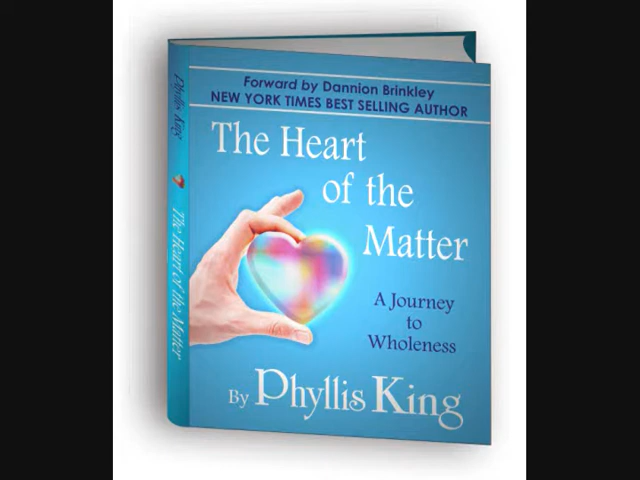 Forward by Dannion Brinkley
NEW YORK TIMES BEST SELLING AUTHOR
The Heart
of the
Matter
A Journey
to
Wholeness
By Phyllis King
Phyllis King
The Heart of the Matter